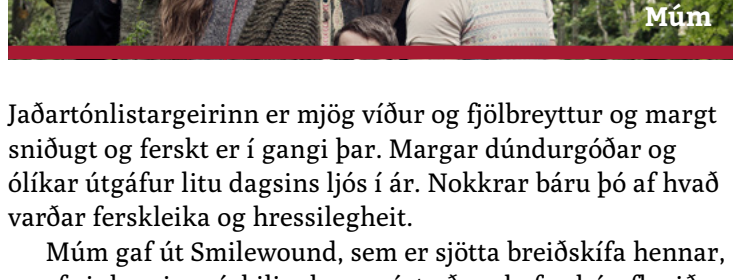 Múm
Jaðartónlistargeirinn er mjög víður og fjölbreyttur og margt
sniðugt og ferskt er í gangi þar. Margar dúndurgóðar og
ólíkar útgáfur litu dagsins ljós í ár. Nokkrar báru þó af hvað
varðar ferskleika og hressilegheit.
Múm gaf út Smilewound, sem er sjötta breiðskífa hennar,